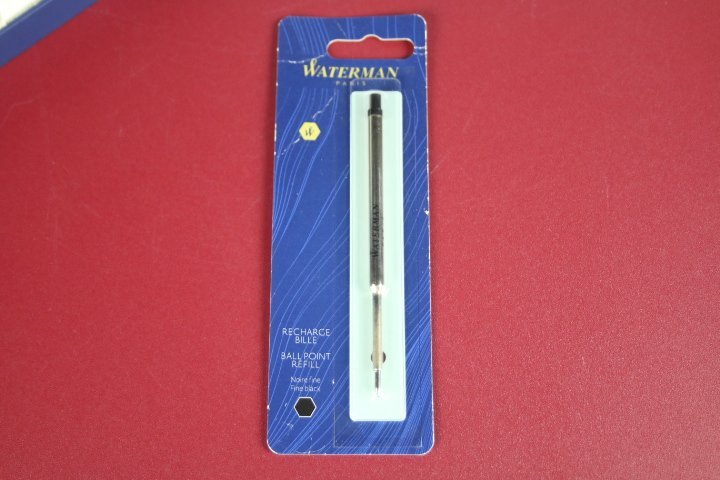 WATERMAN
PARIS
W
WATERMAN
RECHARGE
BILLE
BALL POINT
REFILL
Noire fine
Fine black